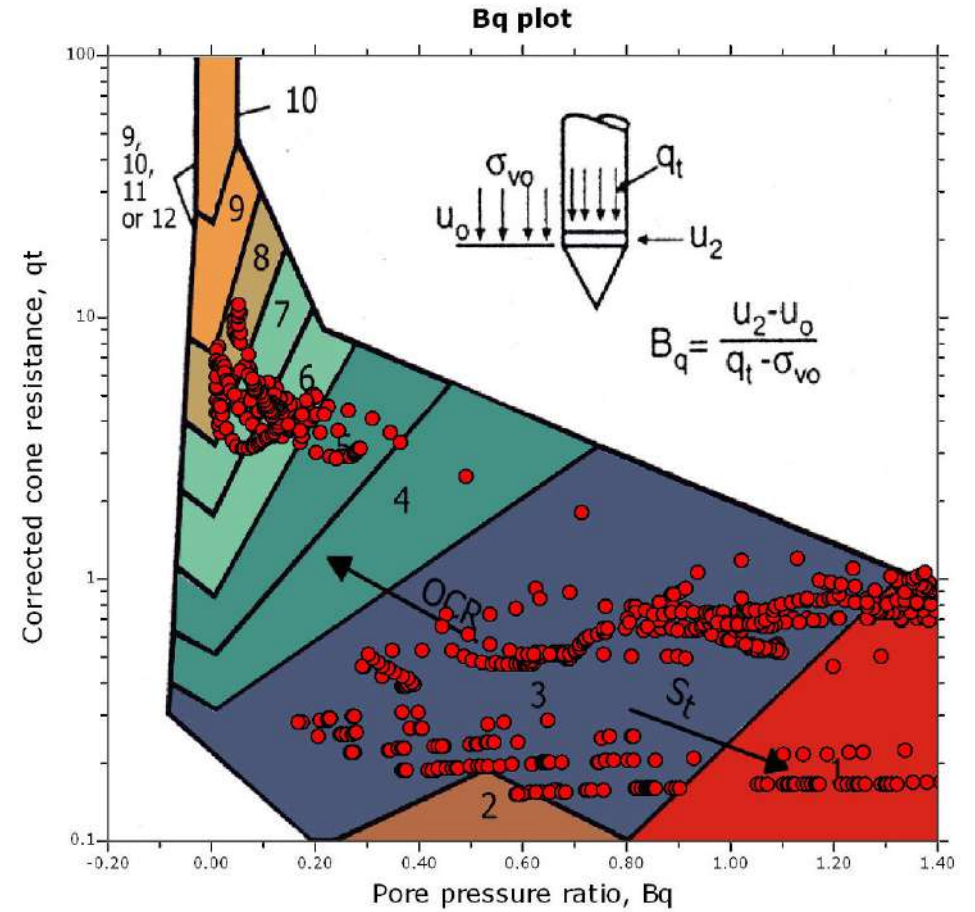 Bq plot
Corrected cone resistance, qt
100
10
1
0.1
-0.20
0.00
0.20
0.40
0.60
0.80
1.00
1.20
1.40
Pore pressure ratio, Bq
10
9,
10,
11
or 12
9
8
7
6
5
4
3
2
1
OCR
St
σvo
uo
qt
u2
Bq= u2-uo
qt -σvo